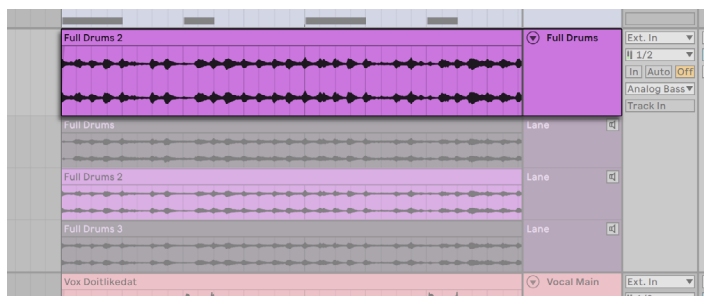 Full Drums 2
Full Drums
Ext. In
1/2
In Auto Off
Analog Bass
Track In
Full Drums
Lane
Full Drums 2
Lane
Full Drums 3
Lane
Vox Doitlikedat
Vocal Main
Ext. In